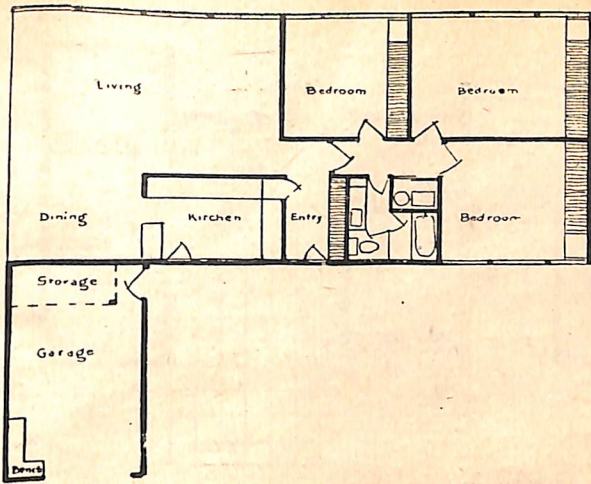 Living
Bedroom
Bedroom
Dining
Kitchen
Entry
Bedroom
Storage
Garage
Bench